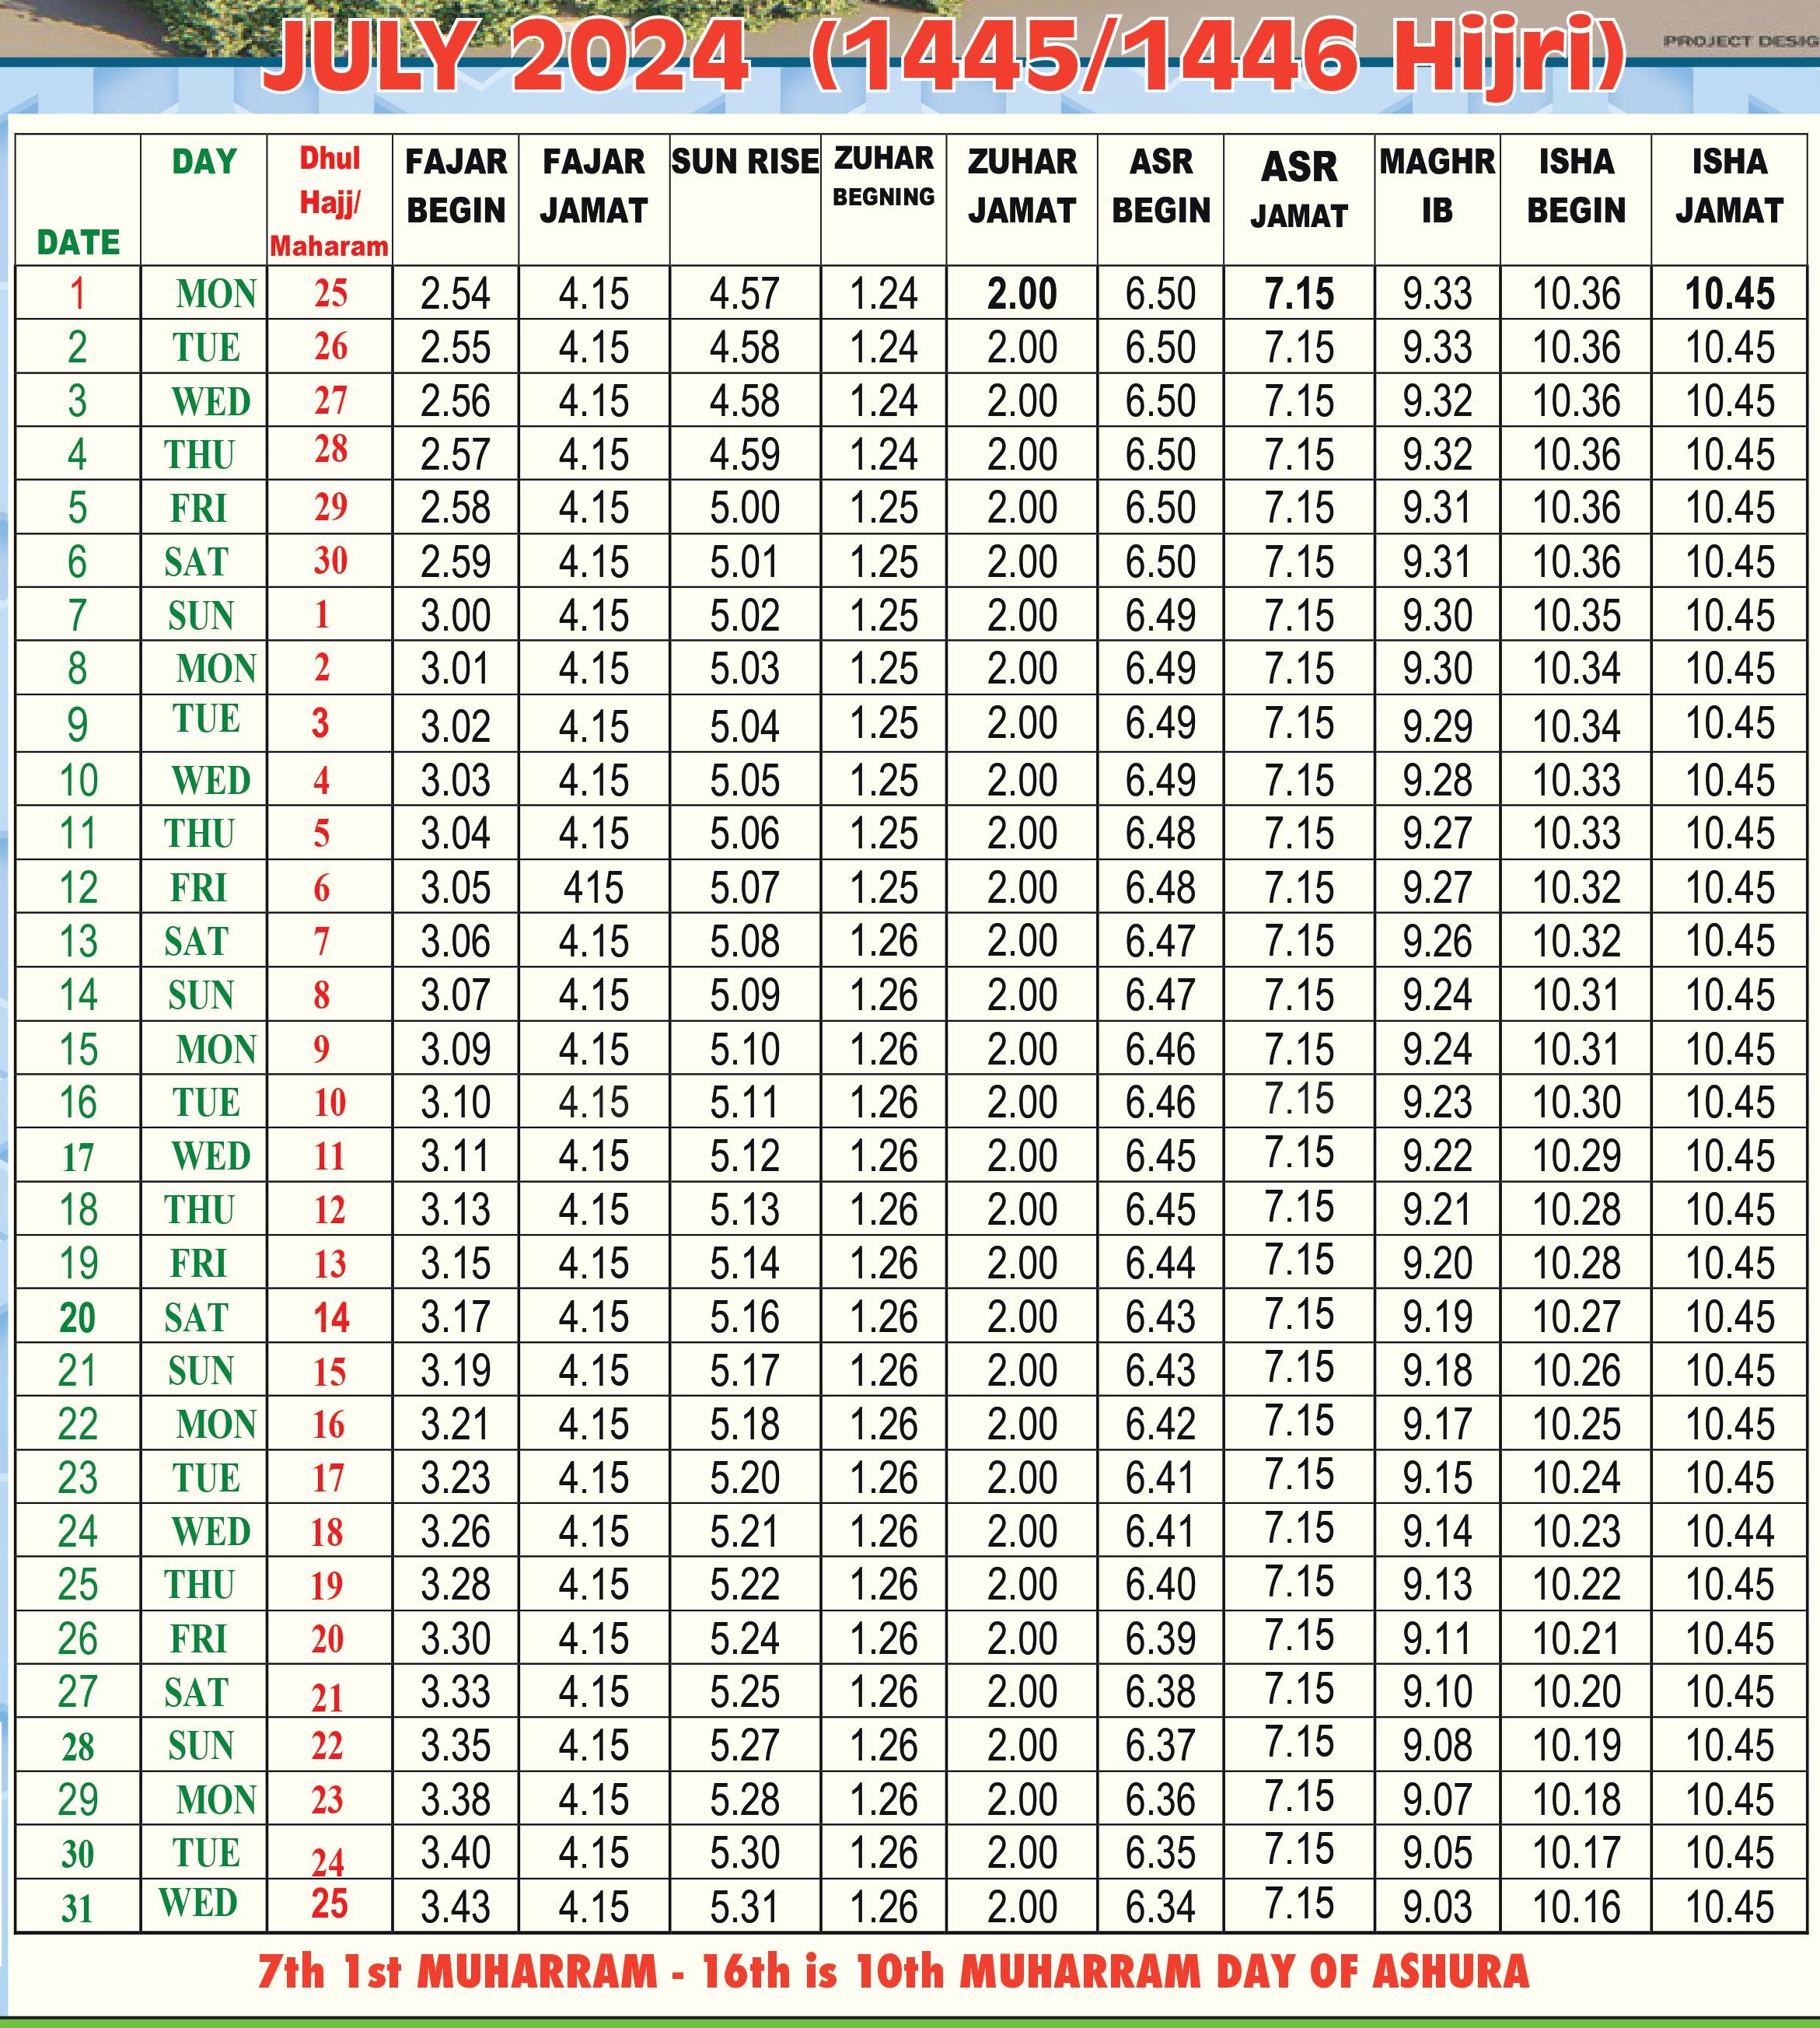 JULY 2024 (1445/1446 Hijri)
PROJECT DESIG
DATE DAY Dhul Hajj/ Maharam FAJAR BEGIN FAJAR JAMAT SUN RISE ZUHAR BEGNING ZUHAR JAMAT ASR BEGIN ASR JAMAT MAGHR IB ISHA BEGIN ISHA JAMAT
1 MON 25 2.54 4.15 4.57 1.24 2.00 6.50 7.15 9.33 10.36 10.45
2 TUE 26 2.55 4.15 4.58 1.24 2.00 6.50 7.15 9.33 10.36 10.45
3 WED 27 2.56 4.15 4.58 1.24 2.00 6.50 7.15 9.32 10.36 10.45
4 THU 28 2.57 4.15 4.59 1.24 2.00 6.50 7.15 9.32 10.36 10.45
5 FRI 29 2.58 4.15 5.00 1.25 2.00 6.50 7.15 9.31 10.36 10.45
6 SAT 30 2.59 4.15 5.01 1.25 2.00 6.50 7.15 9.31 10.36 10.45
7 SUN 1 3.00 4.15 5.02 1.25 2.00 6.49 7.15 9.30 10.35 10.45
8 MON 2 3.01 4.15 5.03 1.25 2.00 6.49 7.15 9.30 10.34 10.45
9 TUE 3 3.02 4.15 5.04 1.25 2.00 6.49 7.15 9.29 10.34 10.45
10 WED 4 3.03 4.15 5.05 1.25 2.00 6.49 7.15 9.28 10.33 10.45
11 THU 5 3.04 4.15 5.06 1.25 2.00 6.48 7.15 9.27 10.33 10.45
12 FRI 6 3.05 415 5.07 1.25 2.00 6.48 7.15 9.27 10.32 10.45
13 SAT 7 3.06 4.15 5.08 1.26 2.00 6.47 7.15 9.26 10.32 10.45
14 SUN 8 3.07 4.15 5.09 1.26 2.00 6.47 7.15 9.24 10.31 10.45
15 MON 9 3.09 4.15 5.10 1.26 2.00 6.46 7.15 9.24 10.31 10.45
16 TUE 10 3.10 4.15 5.11 1.26 2.00 6.46 7.15 9.23 10.30 10.45
17 WED 11 3.11 4.15 5.12 1.26 2.00 6.45 7.15 9.22 10.29 10.45
18 THU 12 3.13 4.15 5.13 1.26 2.00 6.45 7.15 9.21 10.28 10.45
19 FRI 13 3.15 4.15 5.14 1.26 2.00 6.44 7.15 9.20 10.28 10.45
20 SAT 14 3.17 4.15 5.16 1.26 2.00 6.43 7.15 9.19 10.27 10.45
21 SUN 15 3.19 4.15 5.17 1.26 2.00 6.43 7.15 9.18 10.26 10.45
22 MON 16 3.21 4.15 5.18 1.26 2.00 6.42 7.15 9.17 10.25 10.45
23 TUE 17 3.23 4.15 5.20 1.26 2.00 6.41 7.15 9.15 10.24 10.45
24 WED 18 3.26 4.15 5.21 1.26 2.00 6.41 7.15 9.14 10.23 10.44
25 THU 19 3.28 4.15 5.22 1.26 2.00 6.40 7.15 9.13 10.22 10.45
26 FRI 20 3.30 4.15 5.24 1.26 2.00 6.39 7.15 9.11 10.21 10.45
27 SAT 21 3.33 4.15 5.25 1.26 2.00 6.38 7.15 9.10 10.20 10.45
28 SUN 22 3.35 4.15 5.27 1.26 2.00 6.37 7.15 9.08 10.19 10.45
29 MON 23 3.38 4.15 5.28 1.26 2.00 6.36 7.15 9.07 10.18 10.45
30 TUE 24 3.40 4.15 5.30 1.26 2.00 6.35 7.15 9.05 10.17 10.45
31 WED 25 3.43 4.15 5.31 1.26 2.00 6.34 7.15 9.03 10.16 10.45
7th 1st MUHARRAM - 16th is 10th MUHARRAM DAY OF ASHURA